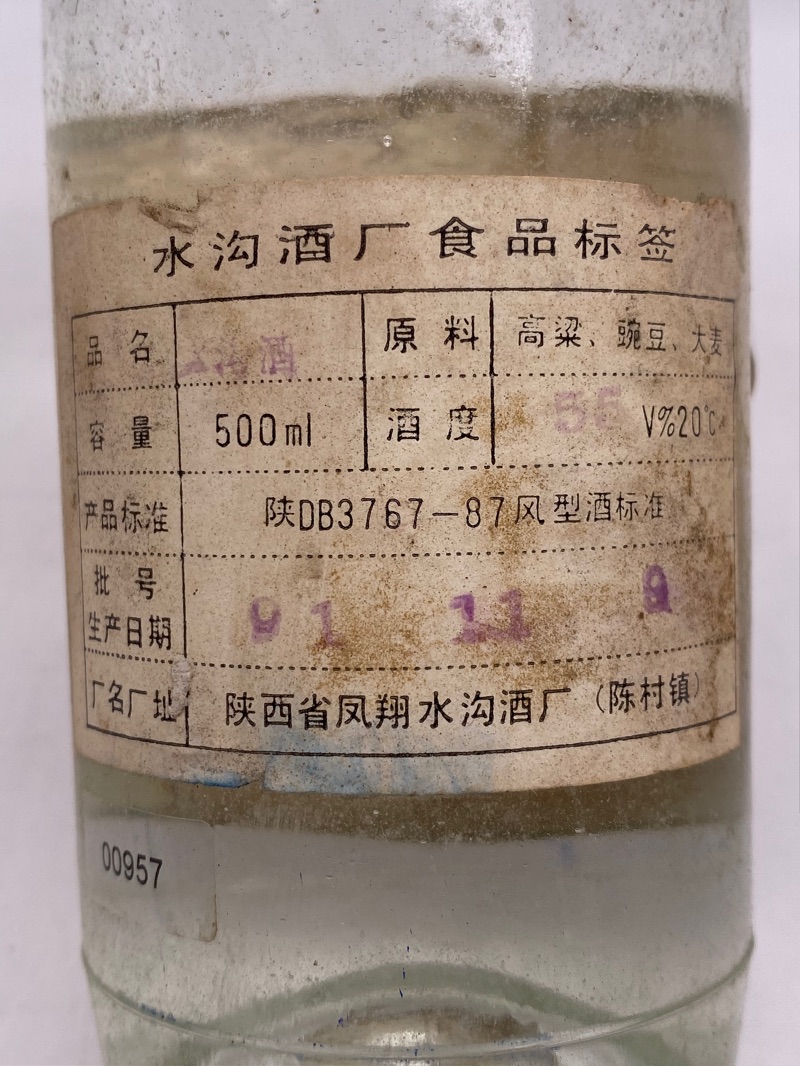 水沟酒厂食品标签
品名 酒 原料 高粱、豌豆、大麦
容量 500ml 酒度 V%20℃
产品标准 陕DB3767-87风型酒标准
批号
生产日期 91 11 9
厂名厂址 陕西省凤翔水沟酒厂（陈村镇）
00957